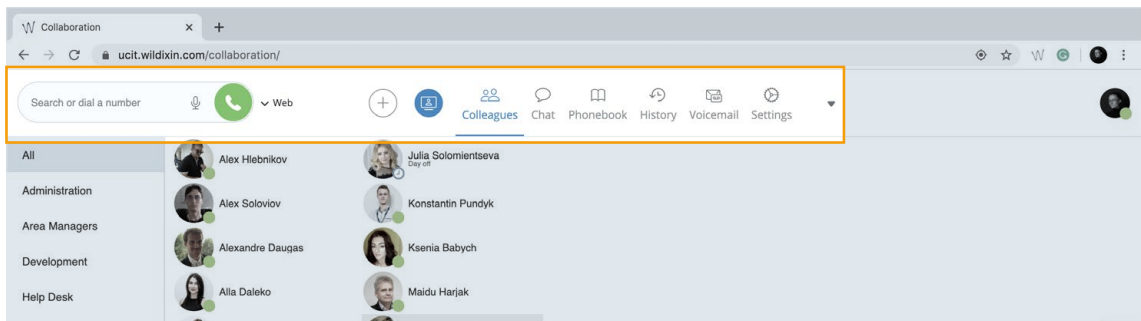 Collaboration
ucit.wildixin.com/collaboration/
Search or dial a number
Web
Colleagues Chat Phonebook History Voicemail Settings
All
Administration
Area Managers
Development
Help Desk
Alex Hlebnikov
Alex Soloviov
Alexandre Daugas
Alla Daleko
Julia Solomientseva
Day off
Konstantin Pundyk
Ksenia Babych
Maidu Harjak